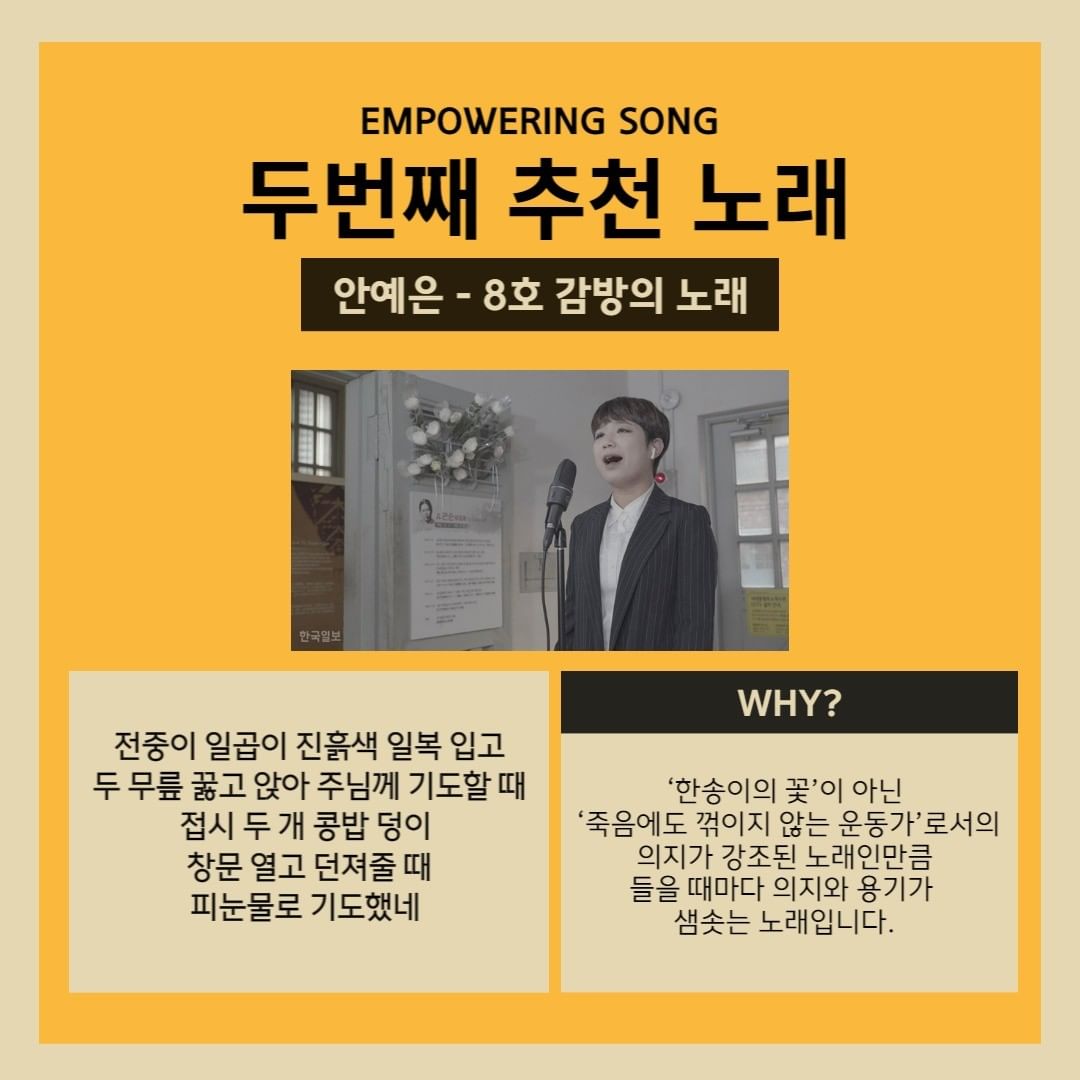 EMPOWERING SONG
두번째 추천 노래
안예은 - 8호 감방의 노래
한국일보
전중이 일곱이 진흙색 일복 입고
두 무릎 꿇고 앉아 주님께 기도할 때
접시 두 개 콩밥 덩이
창문 열고 던져줄 때
피눈물로 기도했네
WHY?
‘한송이의 꽃’이 아닌
‘죽음에도 꺾이지 않는 운동가’로서의
의지가 강조된 노래인만큼
들을 때마다 의지와 용기가
샘솟는 노래입니다.